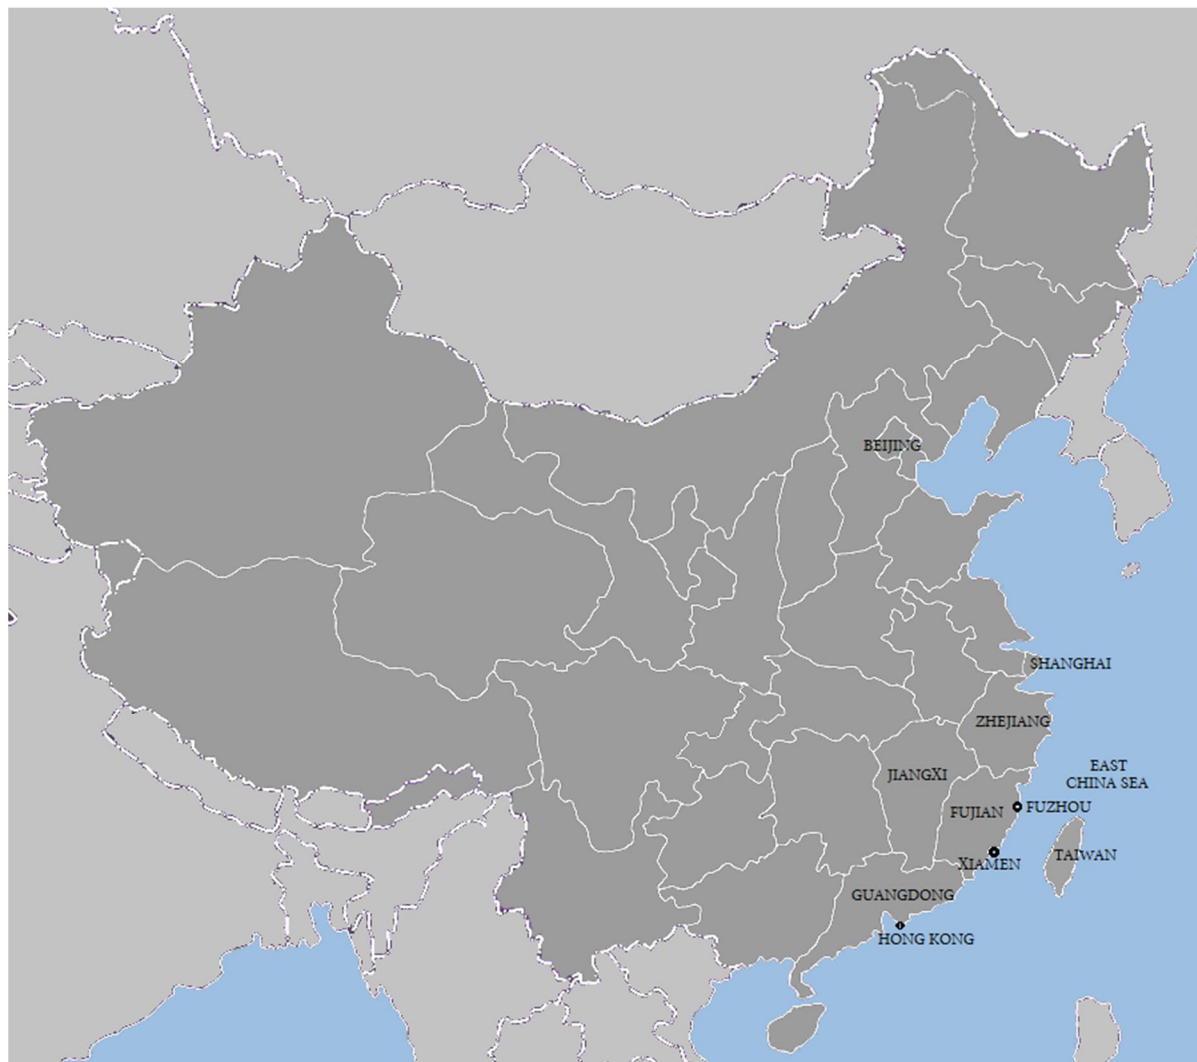 BEIJING
SHANGHAI
ZHEJIANG
JIANGXI
EAST
CHINA SEA
FUJIAN
FUZHOU
XIAMEN
TAIWAN
GUANGDONG
HONG KONG